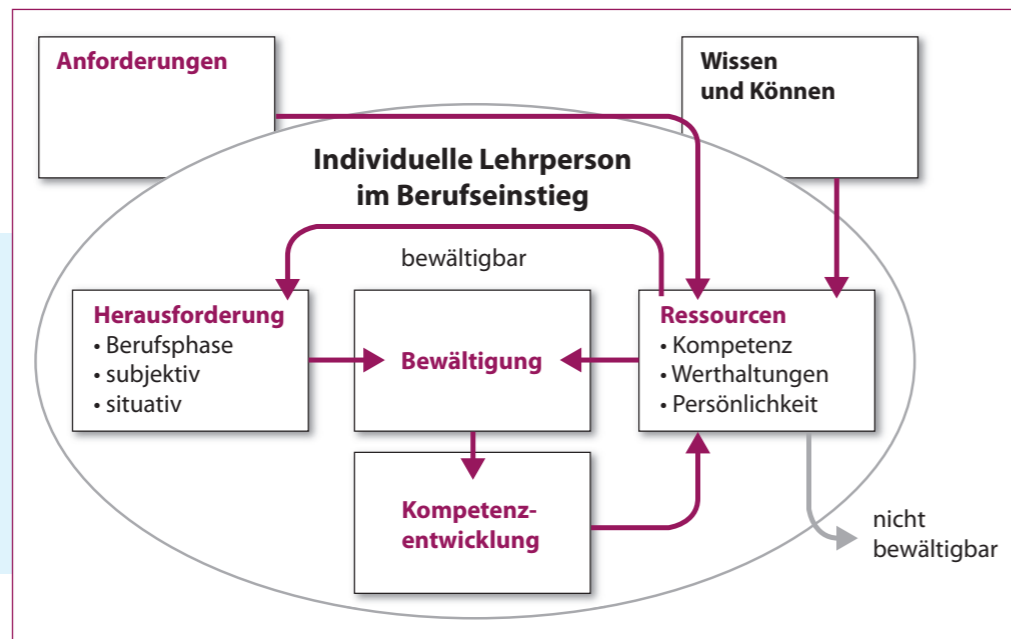 Anforderungen
Wissen
und Können
Individuelle Lehrperson
im Berufseinstieg
bewältigbar
Herausforderung
• Berufsphase
• subjektiv
• situativ
Bewältigung
Ressourcen
• Kompetenz
• Werthaltungen
• Persönlichkeit
Kompetenz-
entwicklung
nicht
bewältigbar